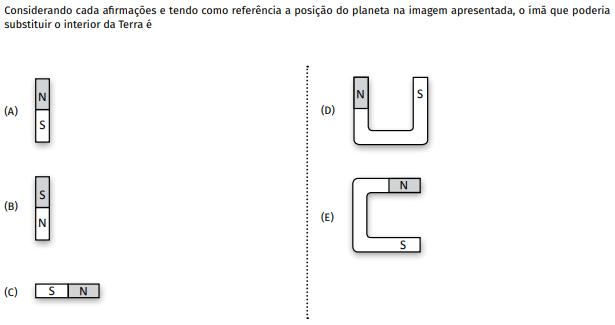 Considerando cada afirmações e tendo como referência a posição do planeta na imagem apresentada, o ímã que poderia
substituir o interior da Terra é
(A)
N
S
(B)
S
N
(C)
S N
(D)
N S
(E)
N
S